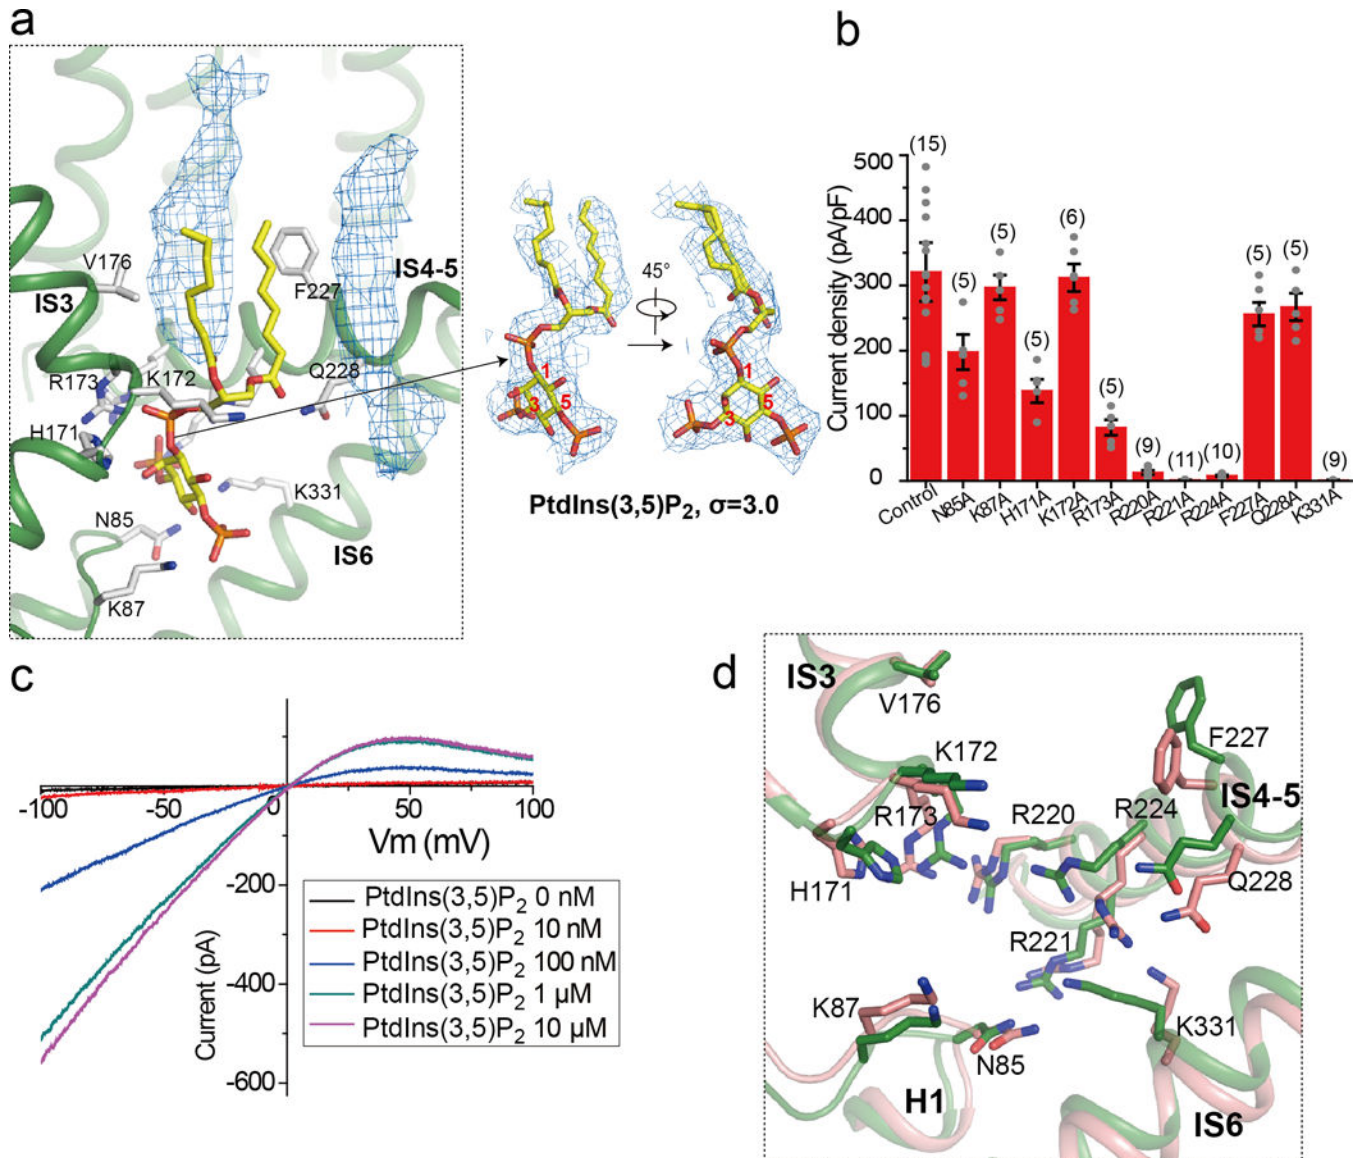 a
V176
IS3
F227
IS4-5
R173
K172
Q228
H171
K331
N85
IS6
K87
45°
1
3
5
1
3
5
PtdIns(3,5)P₂, σ=3.0
b
Current density (pA/pF)
500
400
300
200
100
0
(15)
(5)
(5)
(5)
(6)
(5)
(9)
(11)
(10)
(5)
(5)
(9)
Control
N85A
K87A
H171A
K172A
R173A
R220A
R221A
R224A
F227A
Q228A
K331A
c
-100
-50
0
50
100
Vm (mV)
-200
-400
-600
Current (pA)
PtdIns(3,5)P₂ 0 nM
PtdIns(3,5)P₂ 10 nM
PtdIns(3,5)P₂ 100 nM
PtdIns(3,5)P₂ 1 µM
PtdIns(3,5)P₂ 10 µM
d
IS3
V176
F227
K172
IS4-5
R173
R220
R224
H171
Q228
R221
K87
K331
N85
H1
IS6